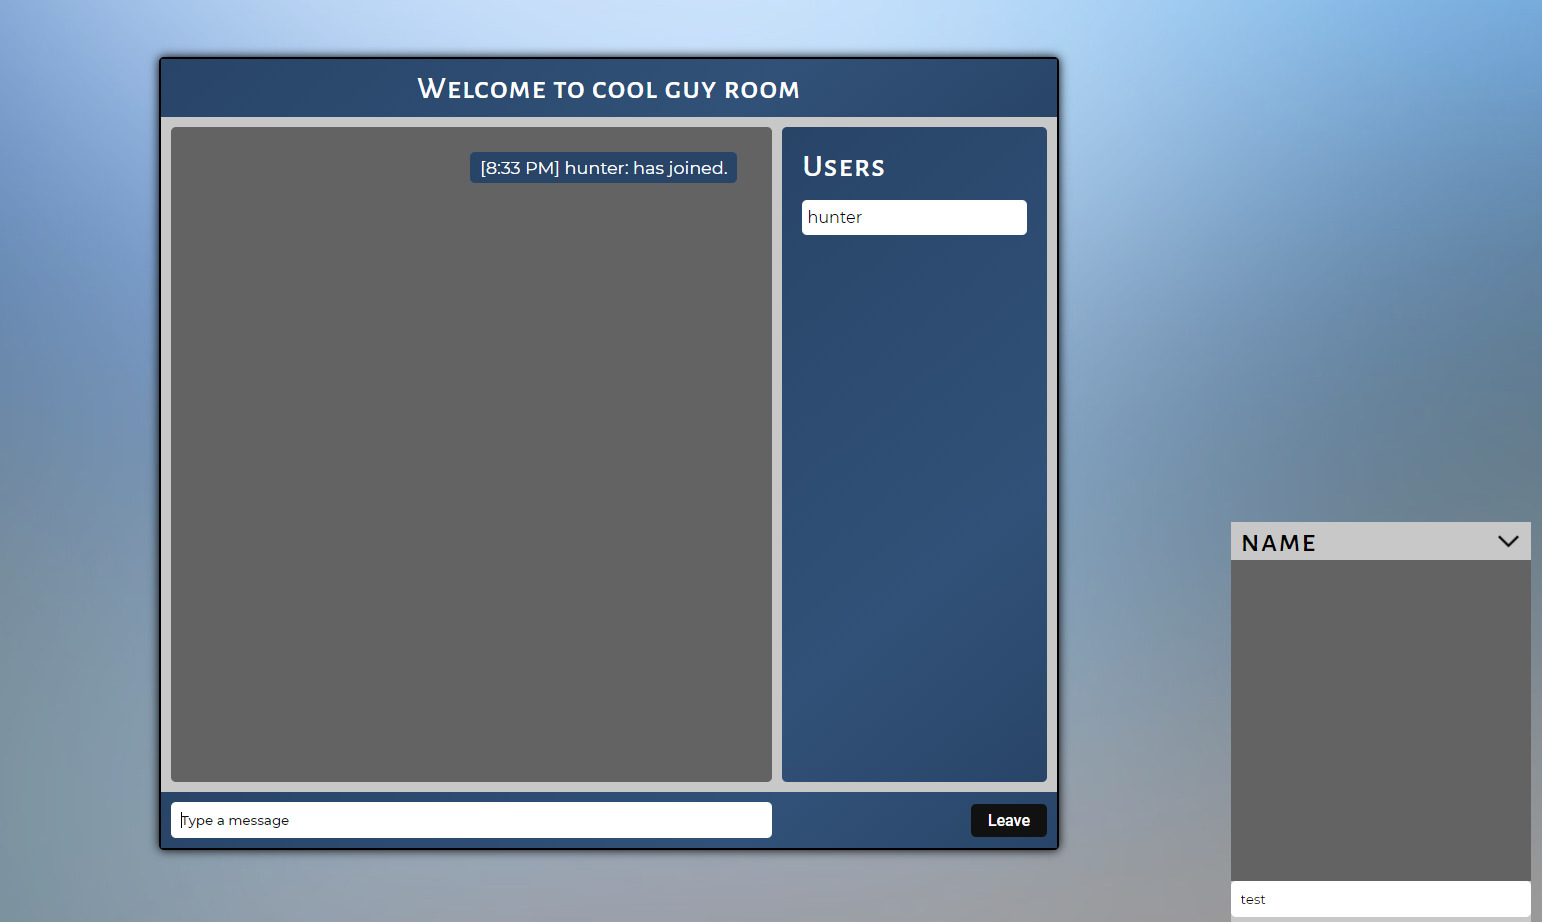 Welcome to cool guy room
[8:33 PM] hunter: has joined.
Users
hunter
Type a message
Leave
NAME
test